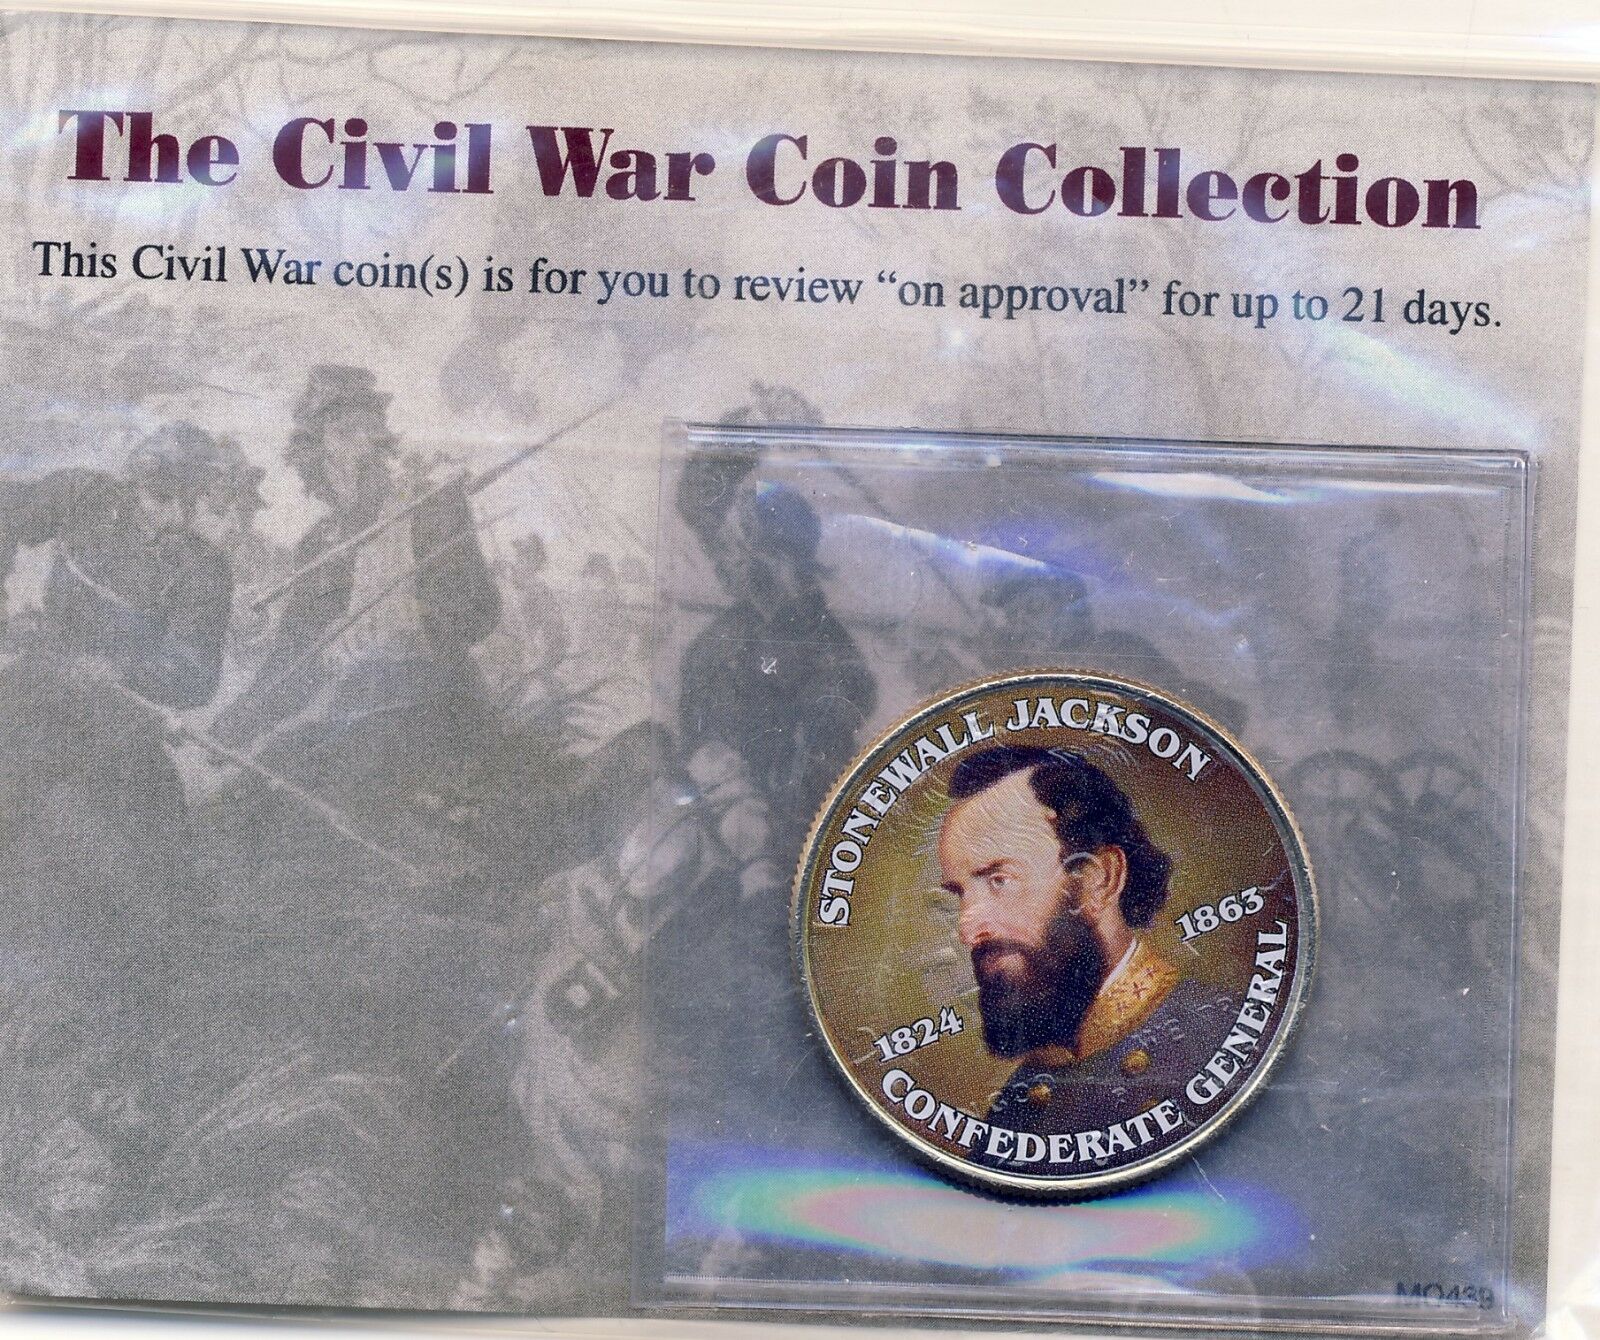 The Civil War Coin Collection
This Civil War coin(s) is for you to review “on approval” for up to 21 days.
STONEWALL JACKSON
1863
1824
CONFEDERATE GENERAL
MO439